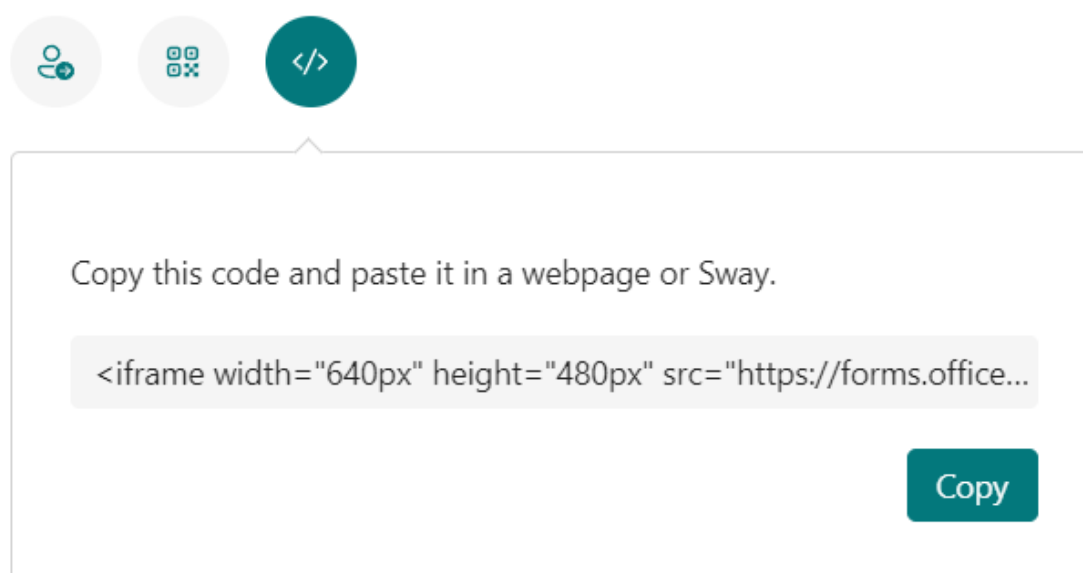 </>
Copy this code and paste it in a webpage or Sway.
<iframe width="640px" height="480px" src="https://forms.office...
Copy